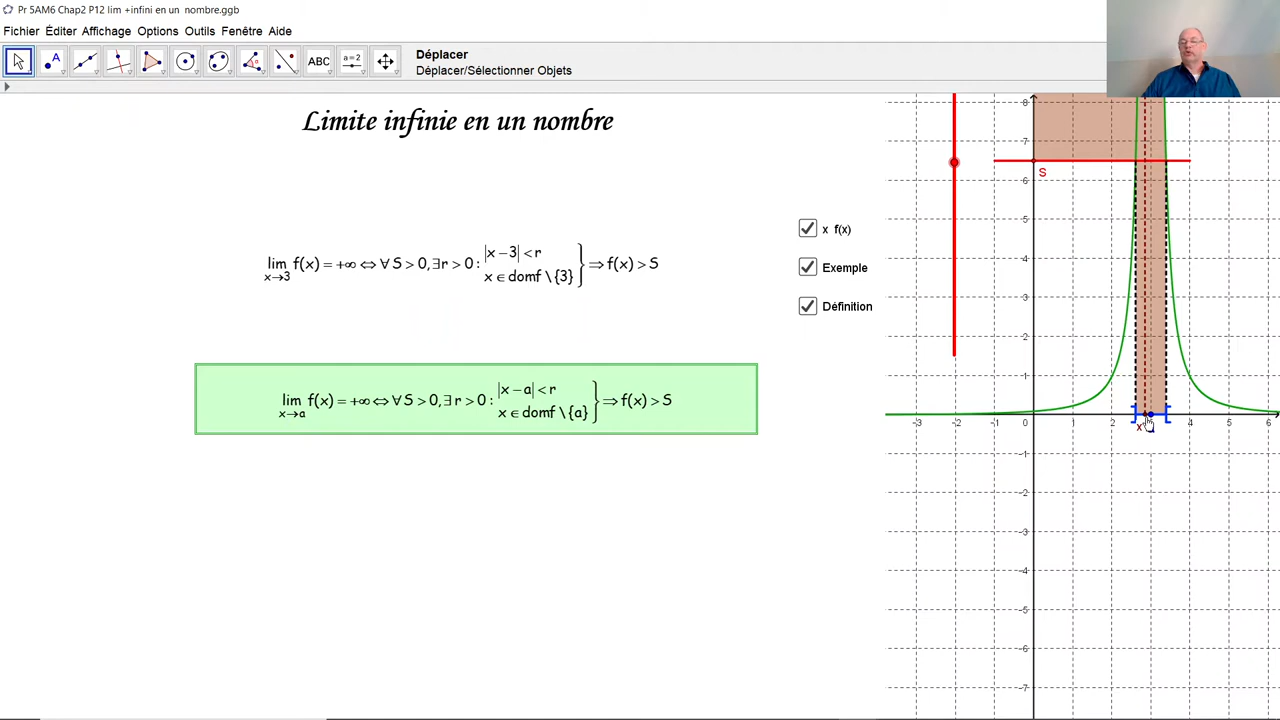 Pr 5AM6 Chap2 P12 lim +infini en un nombre.ggb
Fichier Éditer Affichage Options Outils Fenêtre Aide
A
ABC
a=2
Déplacer
Déplacer/Sélectionner Objets
Limite infinie en un nombre
lim x→3 f(x) = +∞ ⇔ ∀ S > 0, ∃ r > 0 : |x − 3| < r
x ∈ domf \ {3} } ⇒ f(x) > S
lim x→a f(x) = +∞ ⇔ ∀ S > 0, ∃ r > 0 : |x − a| < r
x ∈ domf \ {a} } ⇒ f(x) > S
x f(x)
Exemple
Définition
8
7
S
6
5
4
3
2
1
-3 -2 -1 0 1 2 x 4 5 6
-1
-2
-3
-4
-5
-6
-7